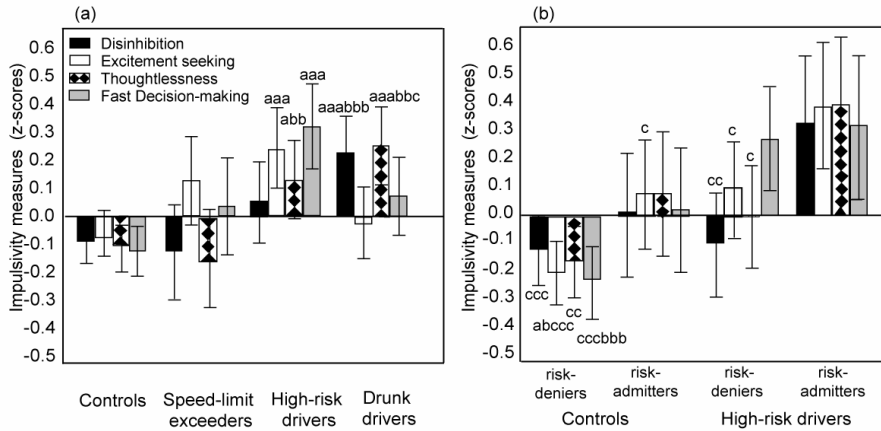 (a)
Impulsivity measures (z-scores)
0.6
0.5
0.4
0.3
0.2
0.1
0.0
-0.1
-0.2
-0.3
-0.4
-0.5
Disinhibition
Excitement seeking
Thoughtlessness
Fast Decision-making
aaa
abb
aaa
aaabbb
aaabbc
Controls
Speed-limit
exceeders
High-risk
drivers
Drunk
drivers
(b)
Impulsivity measures (z-scores)
0.6
0.5
0.4
0.3
0.2
0.1
0.0
-0.1
-0.2
-0.3
-0.4
-0.5
ccc
abccc
cc
cccbbb
c
cc
c
c
risk-
deniers
risk-
admitters
risk-
deniers
risk-
admitters
Controls
High-risk drivers